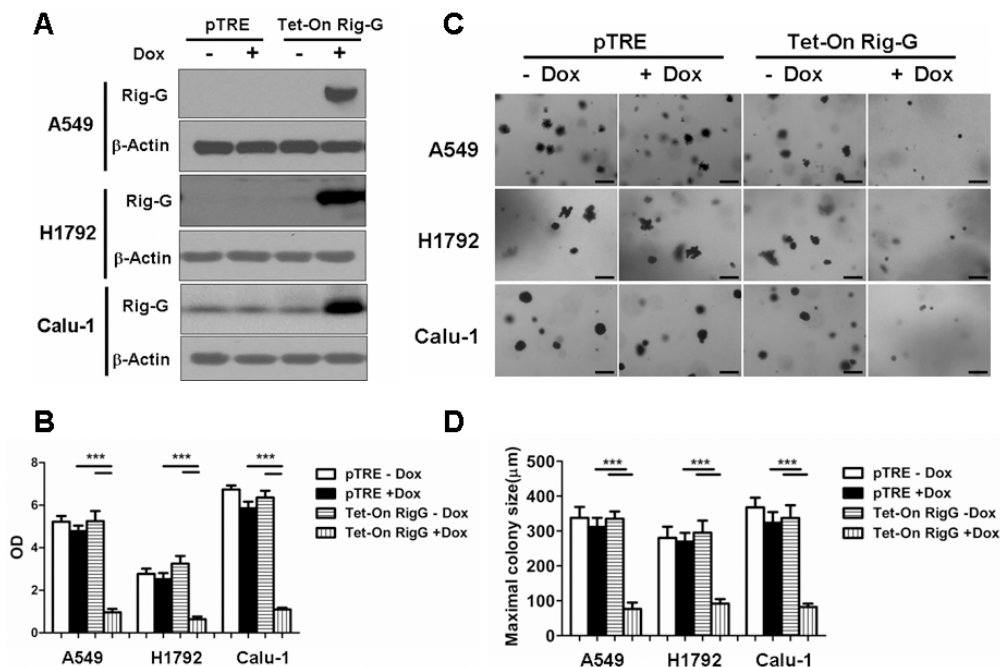 A
pTRE Tet-On Rig-G
Dox - + - +
A549
Rig-G
β-Actin
H1792
Rig-G
β-Actin
Calu-1
Rig-G
β-Actin
C
pTRE Tet-On Rig-G
- Dox + Dox - Dox + Dox
A549
H1792
Calu-1
B
OD
8
6
4
2
0
*** *** ***
A549 H1792 Calu-1
pTRE - Dox
pTRE +Dox
Tet-On RigG - Dox
Tet-On RigG +Dox
D
Maximal colony size(μm)
500
400
300
200
100
0
*** *** ***
A549 H1792 Calu-1
pTRE - Dox
pTRE +Dox
Tet-On RigG -Dox
Tet-On RigG +Dox